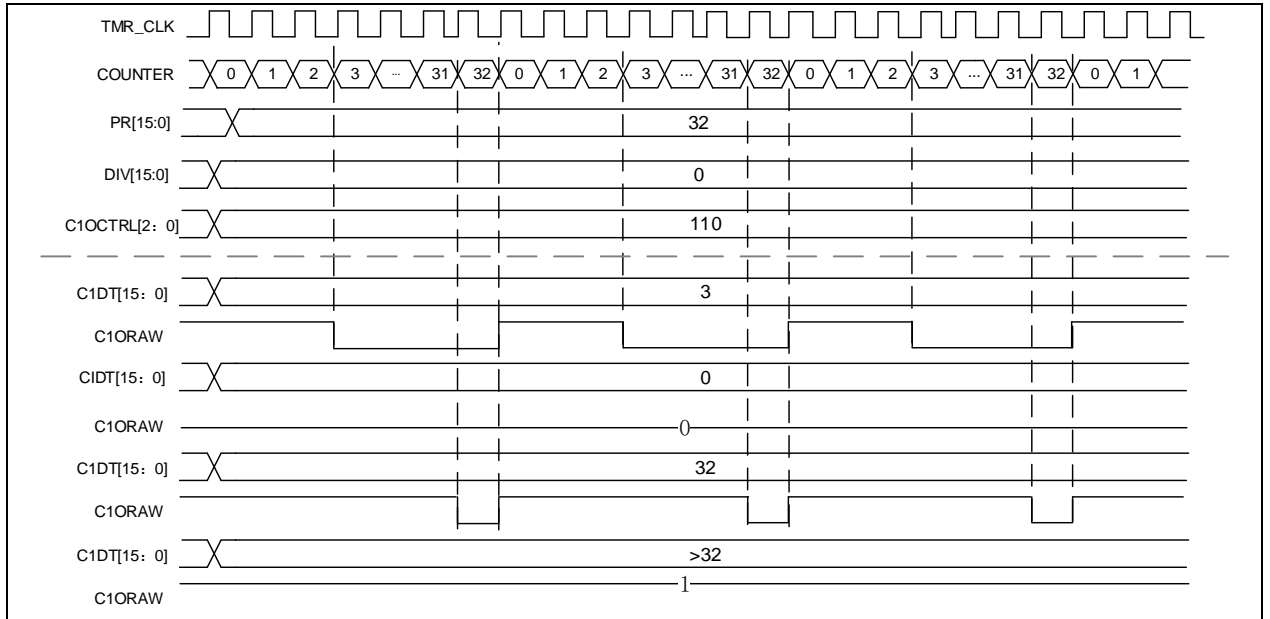 TMR_CLK
COUNTER 0 1 2 3 ... 31 32 0 1 2 3 ... 31 32 0 1 2 3 ... 31 32 0 1
PR[15:0] 32
DIV[15:0] 0
C1OCTRL[2：0] 110
C1DT[15：0] 3
C1ORAW
CIDT[15：0] 0
C1ORAW 0
C1DT[15：0] 32
C1ORAW
C1DT[15：0] >32
C1ORAW 1